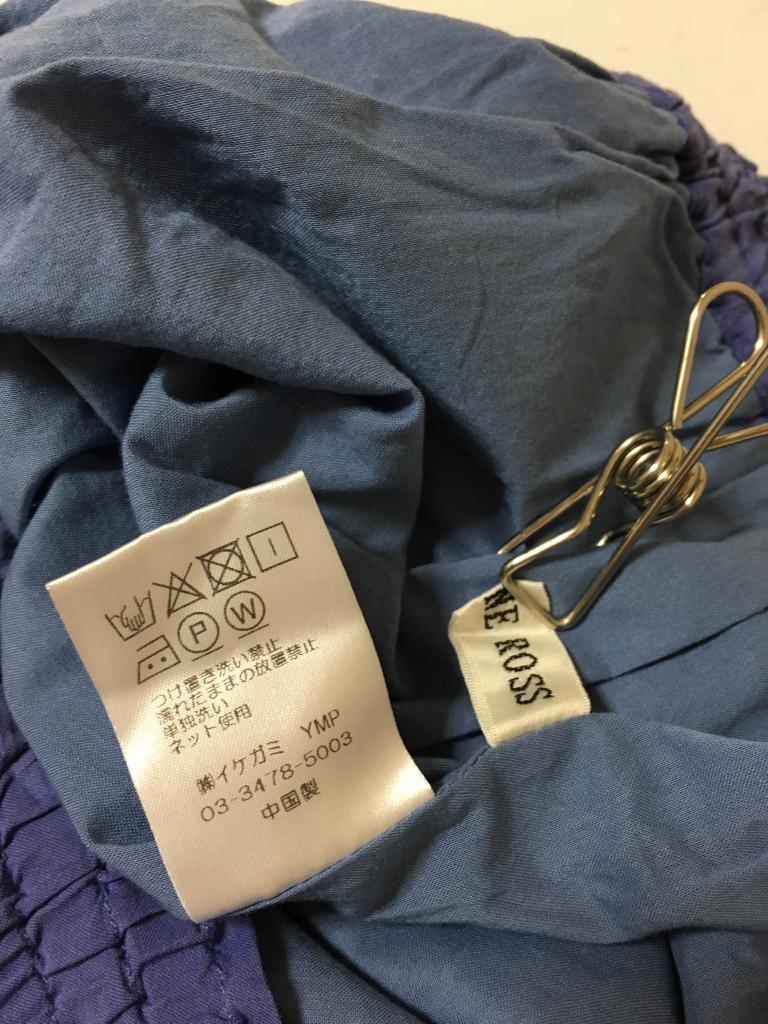 P W
つけ置き洗い禁止
濡れたままの放置禁止
単独洗い
ネット使用
㈱イケガミ YMP
03-3478-5003
中国製
NE ROSS